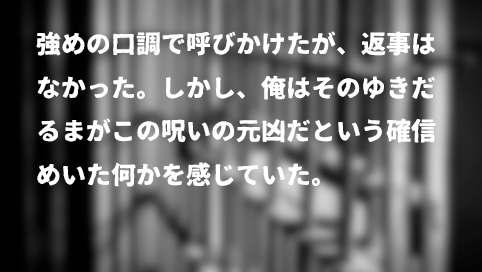 強めの口調で呼びかけたが、返事は
なかった。しかし、俺はそのゆきだ
るまがこの呪いの元凶だという確信
めいた何かを感じていた。